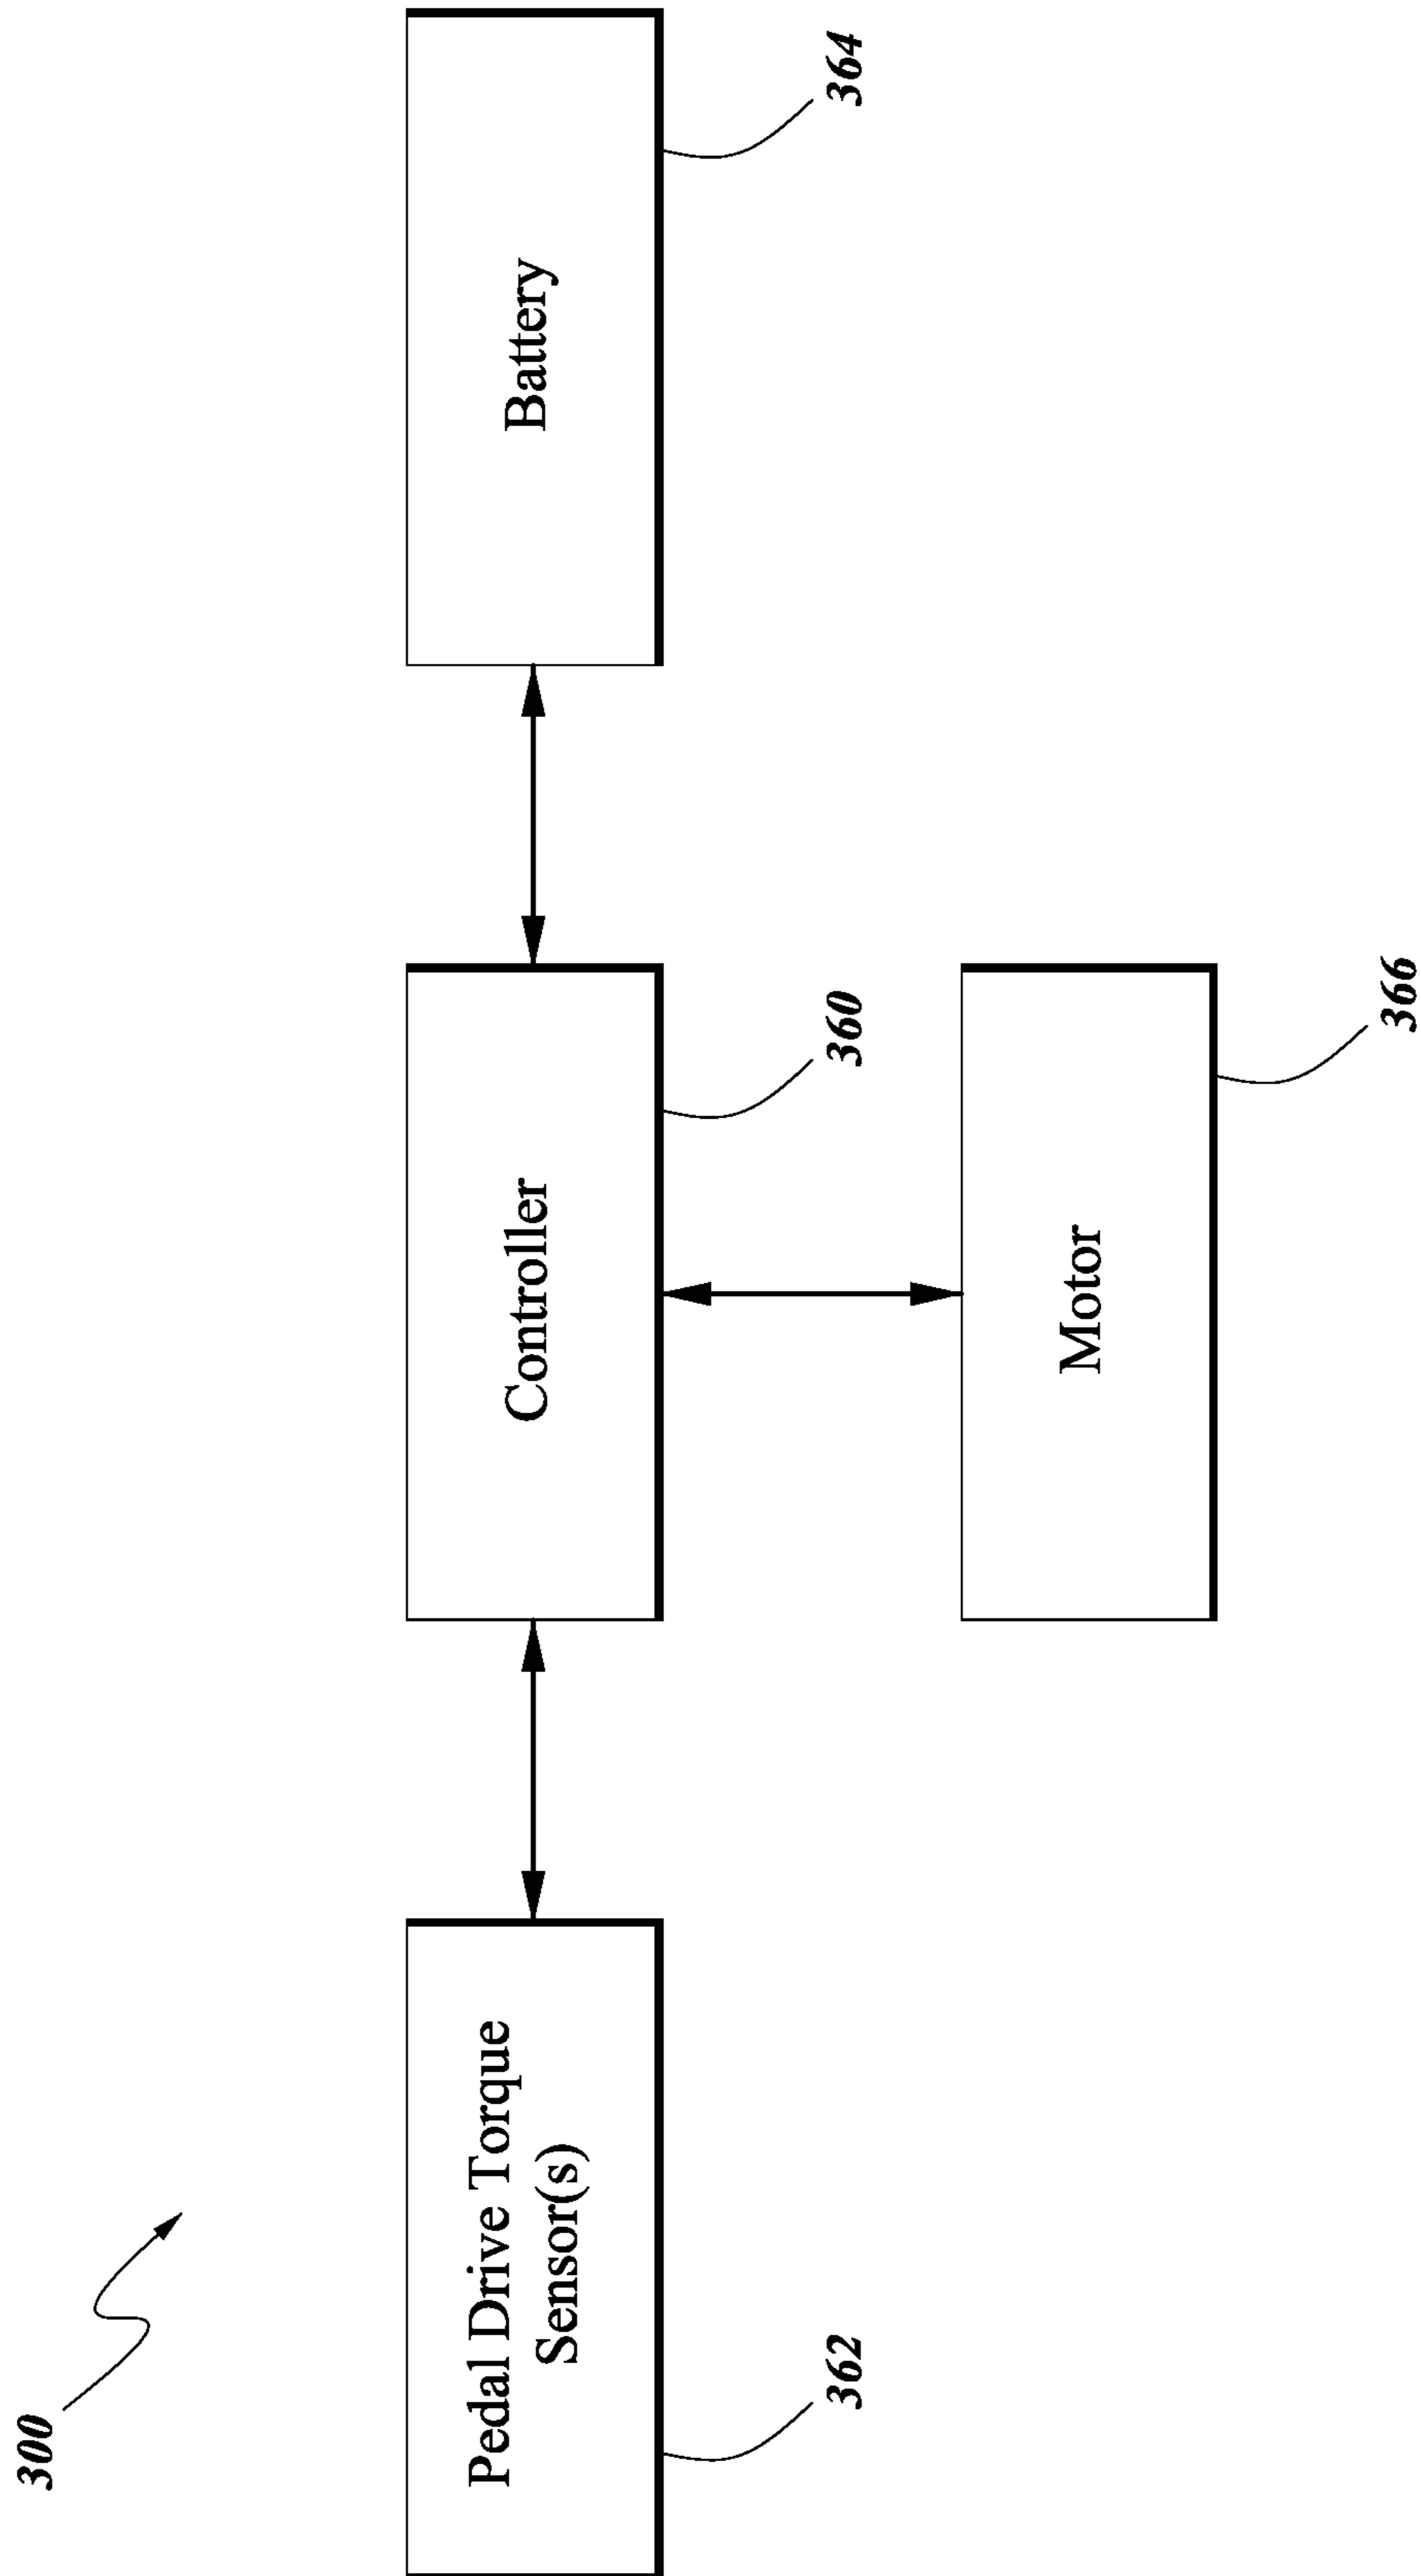 300
Pedal Drive Torque
Sensor(s)
362
Controller
360
Battery
364
Motor
366